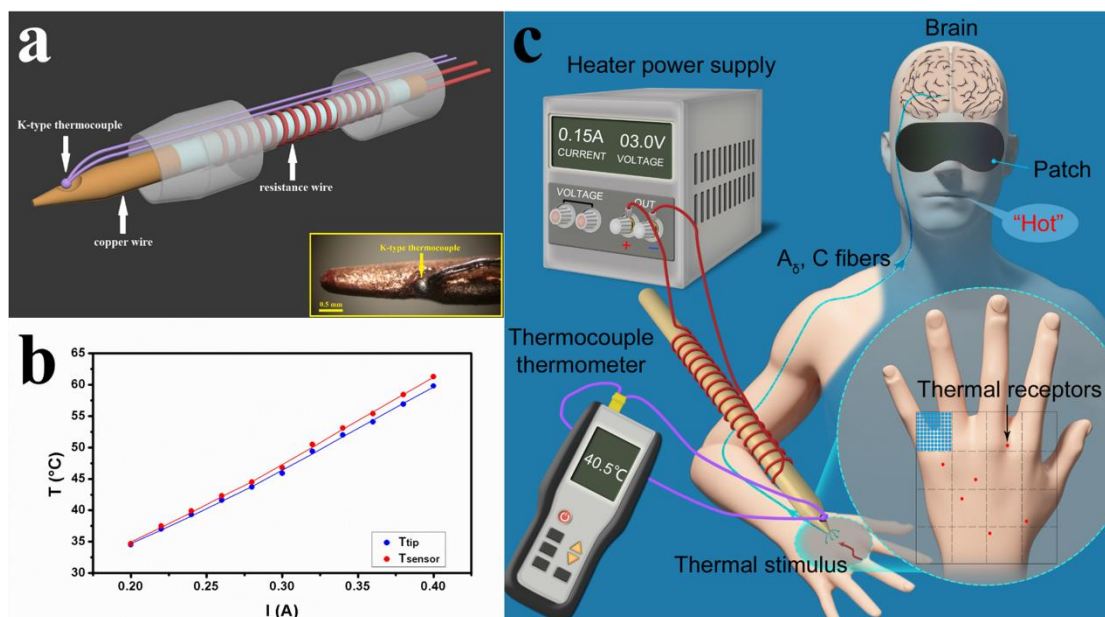 a
K-type thermocouple
resistance wire
copper wire
K-type thermocouple
0.5 mm
b
T (°C)
65
60
55
50
45
40
35
30
0.20
0.25
0.30
0.35
0.40
I (A)
Ttip
Tsensor
c
Brain
Heater power supply
0.15A
03.0V
CURRENT
VOLTAGE
VOLTAGE
OUT
+
−
Patch
“Hot”
Aδ, C fibers
Thermocouple
thermometer
40.5℃
Thermal receptors
Thermal stimulus